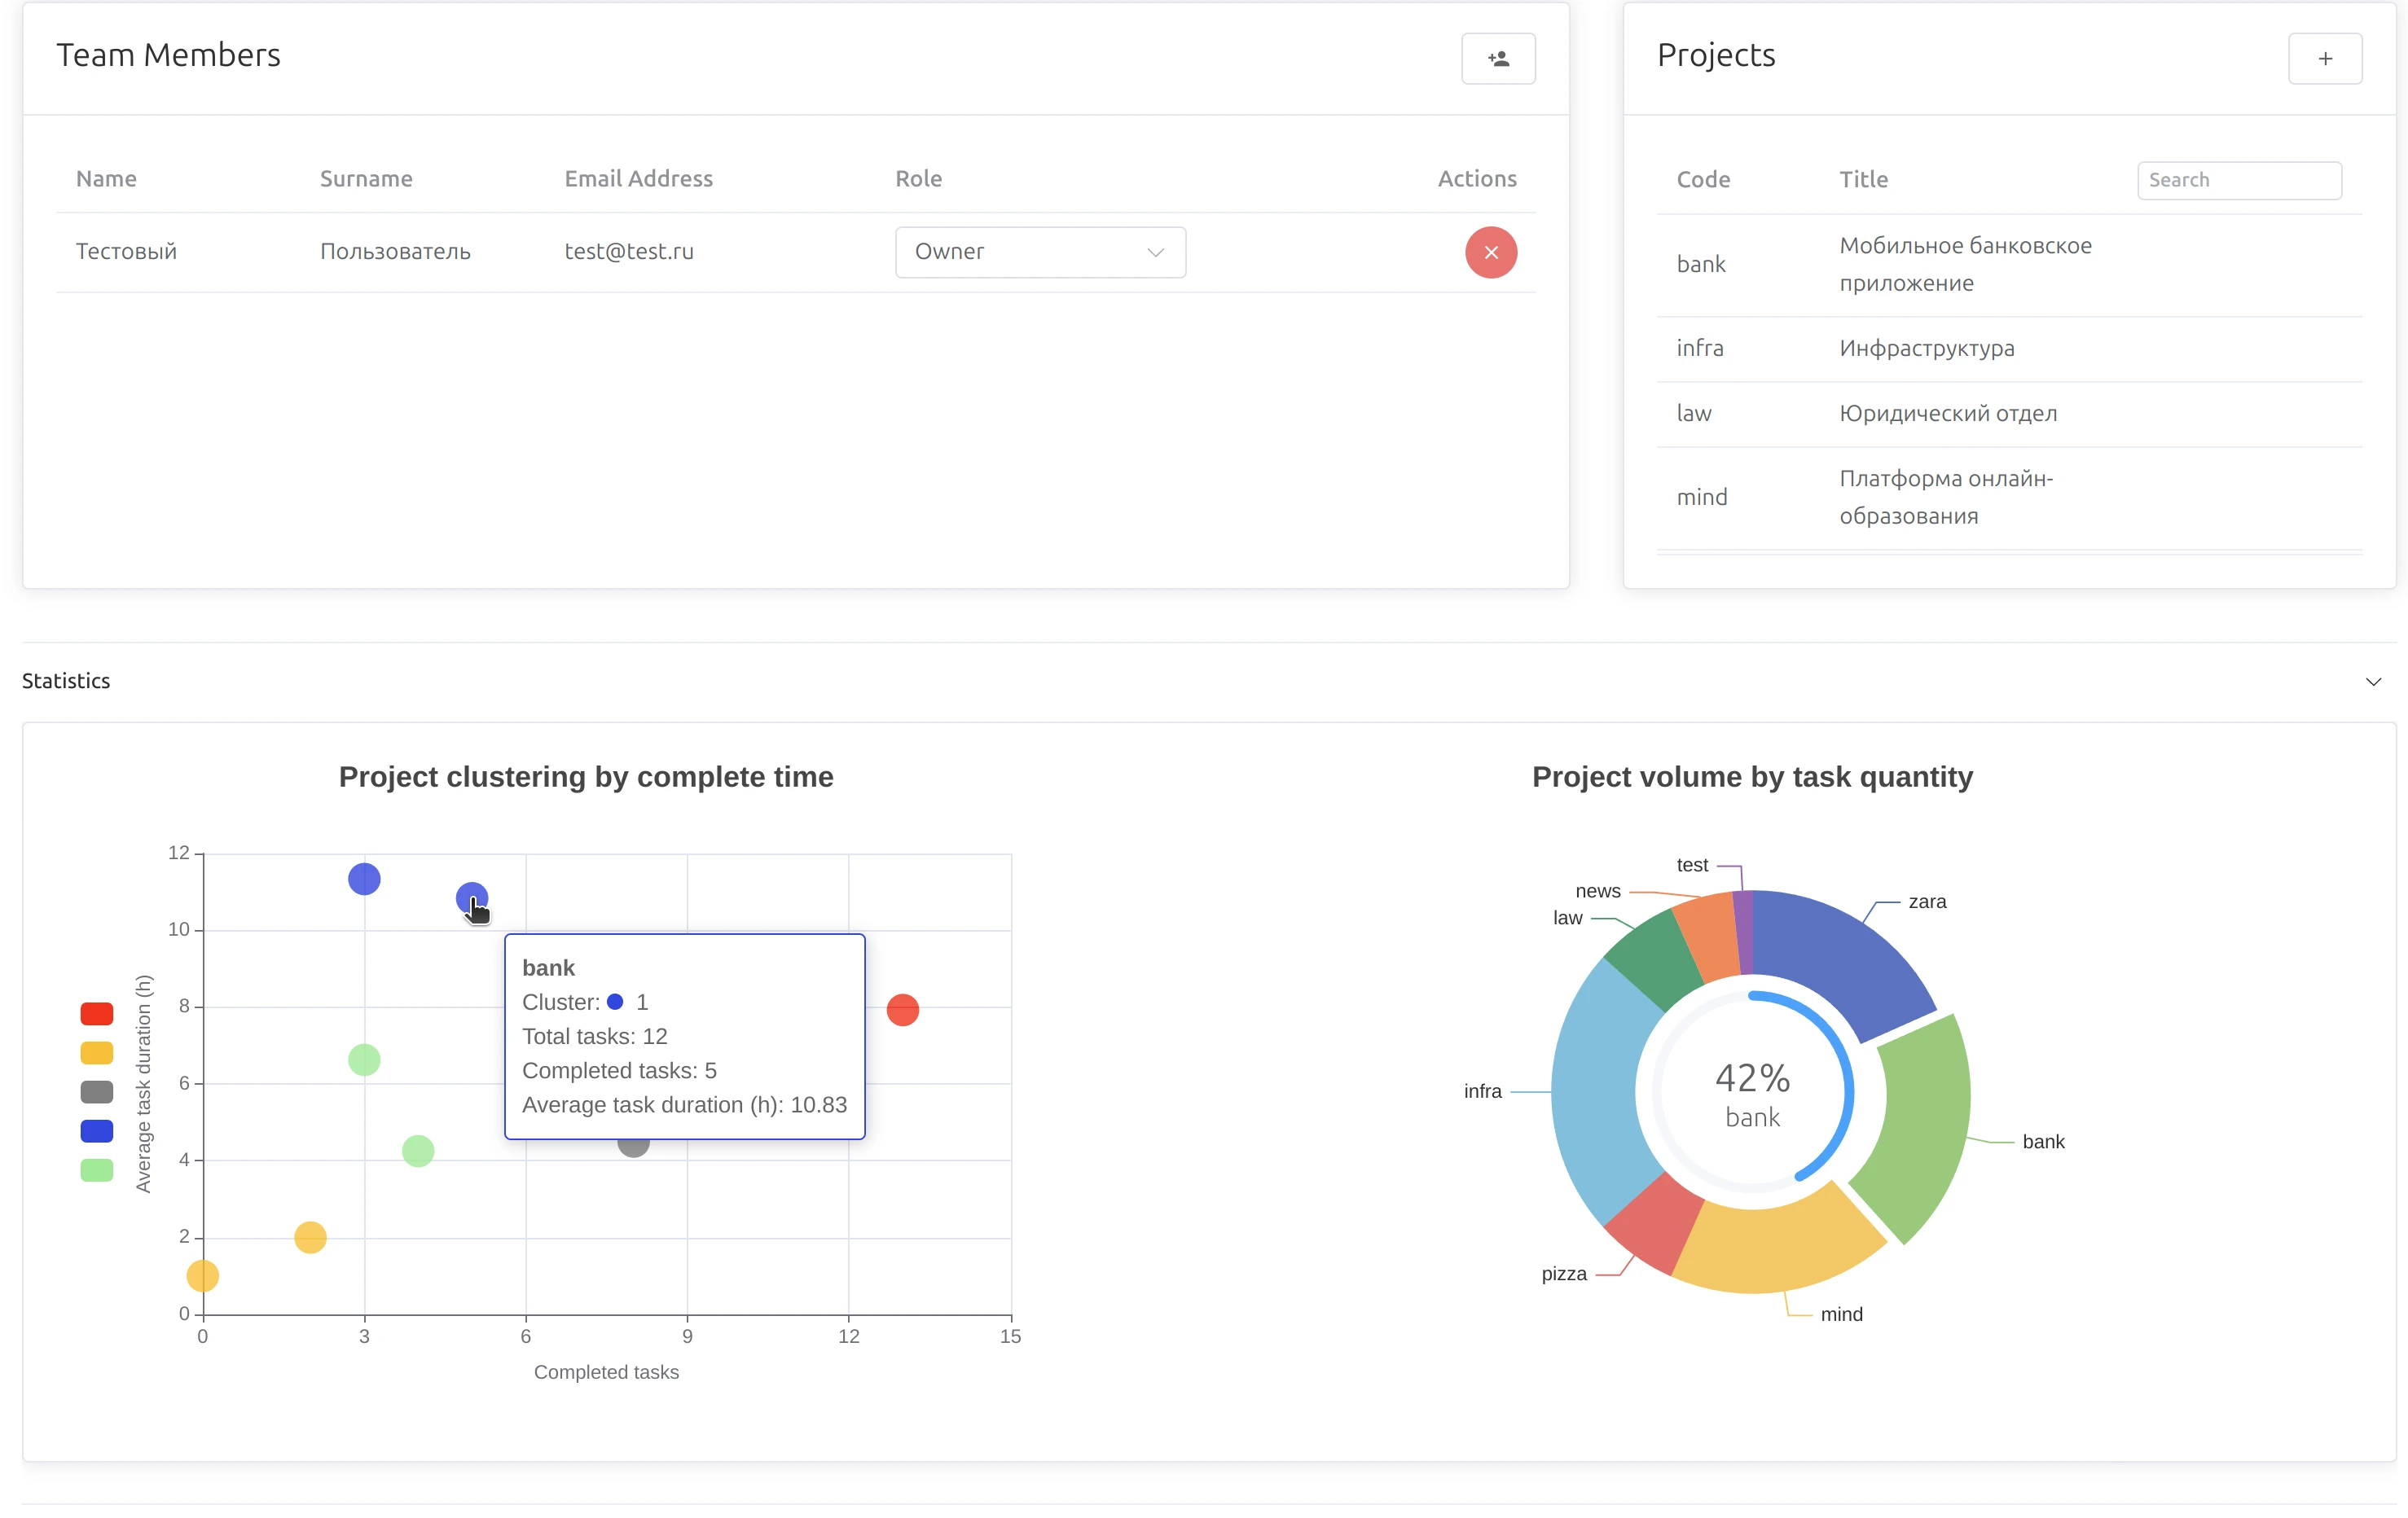 Team Members
Name Surname Email Address Role Actions
Тестовый Пользователь test@test.ru Owner
Projects
Code Title Search
bank Мобильное банковское
приложение
infra Инфраструктура
law Юридический отдел
mind Платформа онлайн-
образования
Statistics
Project clustering by complete time
Average task duration (h)
12
10
8
6
4
2
0
0 3 6 9 12 15
Completed tasks
bank
Cluster: 1
Total tasks: 12
Completed tasks: 5
Average task duration (h): 10.83
Project volume by task quantity
test
news
law
zara
infra
bank
pizza
mind
42%
bank